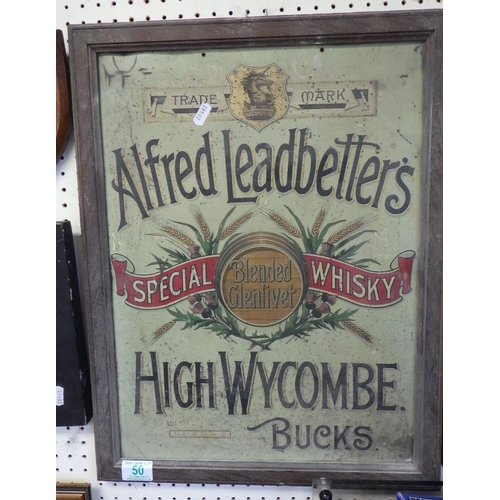 TRADE MARK
Alfred Leadbetter's
SPECIAL Blended Glenlivet WHISKY
HIGH WYCOMBE.
BUCKS.
50